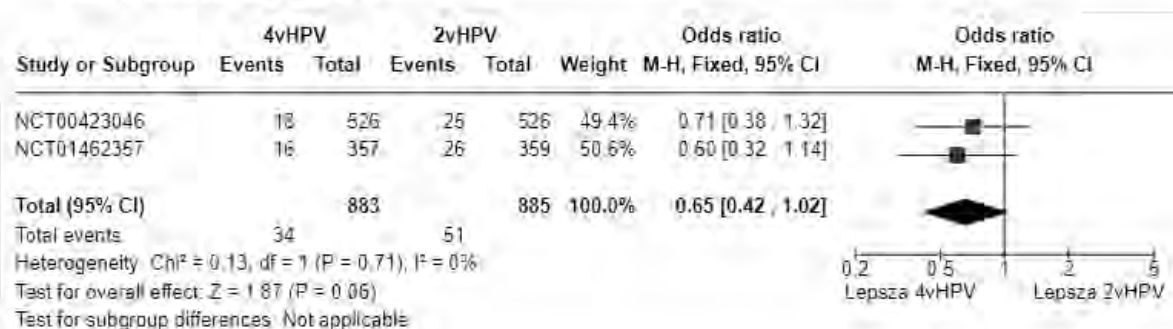 4vHPV 2vHPV Odds ratio Odds ratio
Study or Subgroup Events Total Events Total Weight M-H, Fixed, 95% CI M-H, Fixed, 95% CI
NCT00423046 18 526 25 526 49.4% 0.71 [0.38 , 1.32]
NCT01462357 16 357 26 359 50.6% 0.60 [0.32 , 1.14]
Total (95% CI) 883 885 100.0% 0.65 [0.42 , 1.02]
Total events: 34 51
Heterogeneity: Chi² = 0.13, df = 1 (P = 0.71); I² = 0%
Test for overall effect: Z = 1.87 (P = 0.06)
Test for subgroup differences: Not applicable
0.2 0.5 1 2 5
Lepsza 4vHPV Lepsza 2vHPV